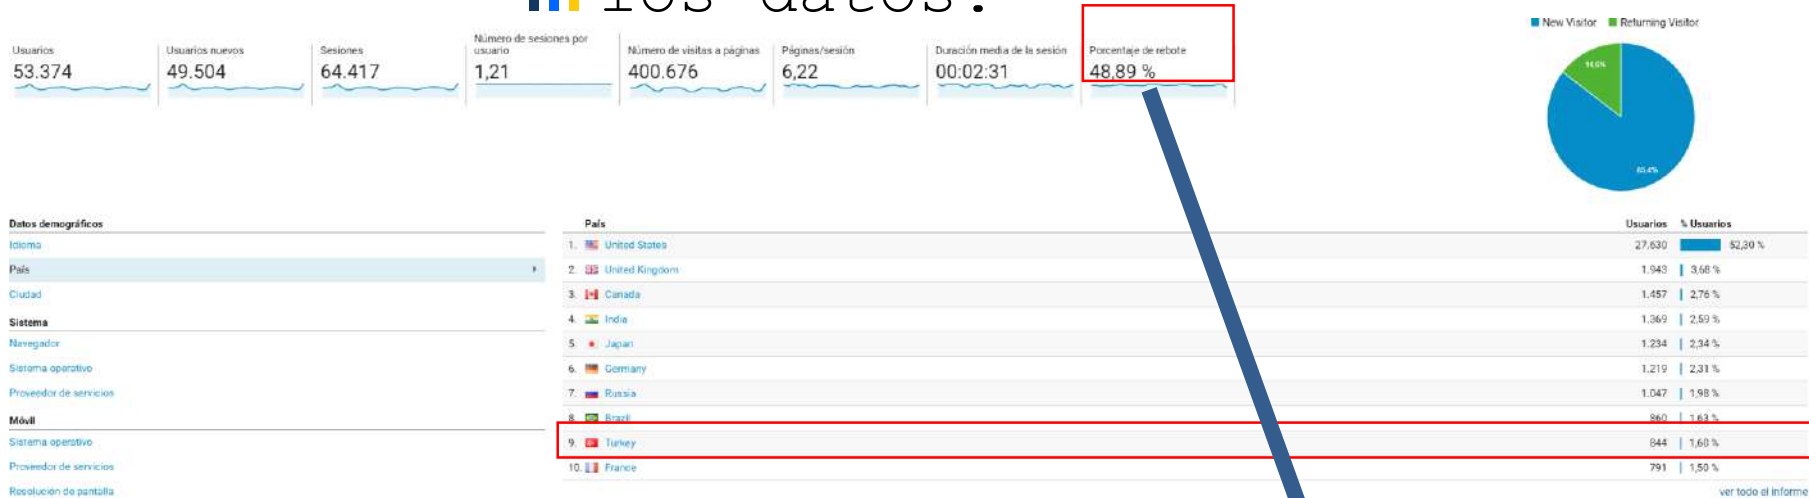 los datos.
New Visitor Returning Visitor
Usuarios
53.374
Usuarios nuevos
49.504
Sesiones
64.417
Número de sesiones por
usuario
1,21
Número de visitas a páginas
400.676
Páginas/sesión
6,22
Duración media de la sesión
00:02:31
Porcentaje de rebote
48,89 %
14,6%
85,4%
Datos demográficos
Idioma
País
Ciudad
Sistema
Navegador
Sistema operativo
Proveedor de servicios
Móvil
Sistema operativo
Proveedor de servicios
Resolución de pantalla
País Usuarios % Usuarios
1. United States 27.630 52,30 %
2. United Kingdom 1.943 3,68 %
3. Canada 1.457 2,76 %
4. India 1.369 2,59 %
5. Japan 1.234 2,34 %
6. Germany 1.219 2,31 %
7. Russia 1.047 1,98 %
8. Brazil 860 1,63 %
9. Turkey 844 1,60 %
10. France 791 1,50 %
ver todo el informe